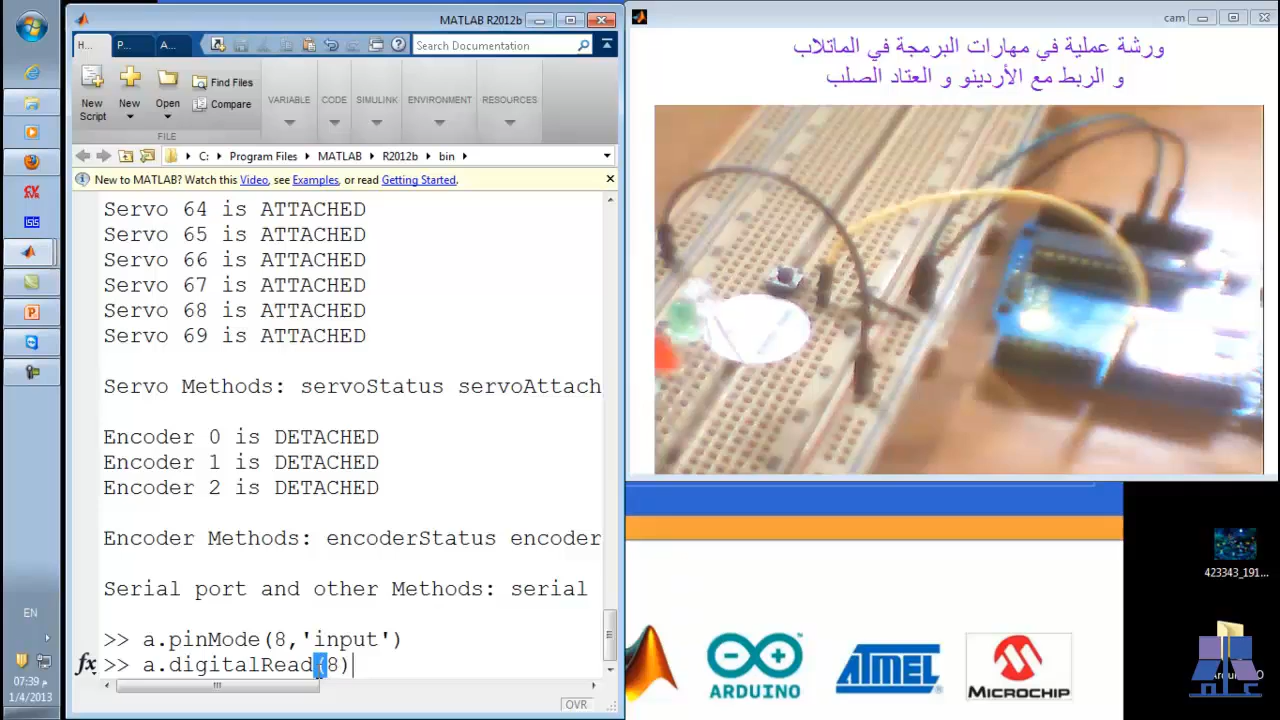 MATLAB R2012b
H...
P...
A...
Search Documentation
New Script
New
Open
Find Files
Compare
FILE
VARIABLE
CODE
SIMULINK
ENVIRONMENT
RESOURCES
C:
Program Files
MATLAB
R2012b
bin
New to MATLAB? Watch this Video, see Examples, or read Getting Started.
Servo 64 is ATTACHED
Servo 65 is ATTACHED
Servo 66 is ATTACHED
Servo 67 is ATTACHED
Servo 68 is ATTACHED
Servo 69 is ATTACHED
Servo Methods: servoStatus servoAttach
Encoder 0 is DETACHED
Encoder 1 is DETACHED
Encoder 2 is DETACHED
Encoder Methods: encoderStatus encoder
Serial port and other Methods: serial
>> a.pinMode(8,'input')
fx >> a.digitalRead(8)
OVR
EN
07:39 م
1/4/2013
ISIS
cam
ورشة عملية في مهارات البرمجة في الماتلاب
و الربط مع الأردينو و العتاد الصلب
ARDUINO
ATMEL
MICROCHIP
423343_191...